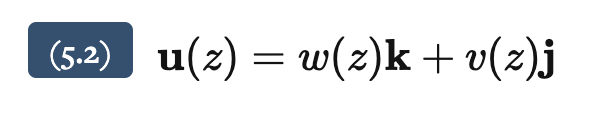 (5.2) u(z) = w(z)k + v(z)j